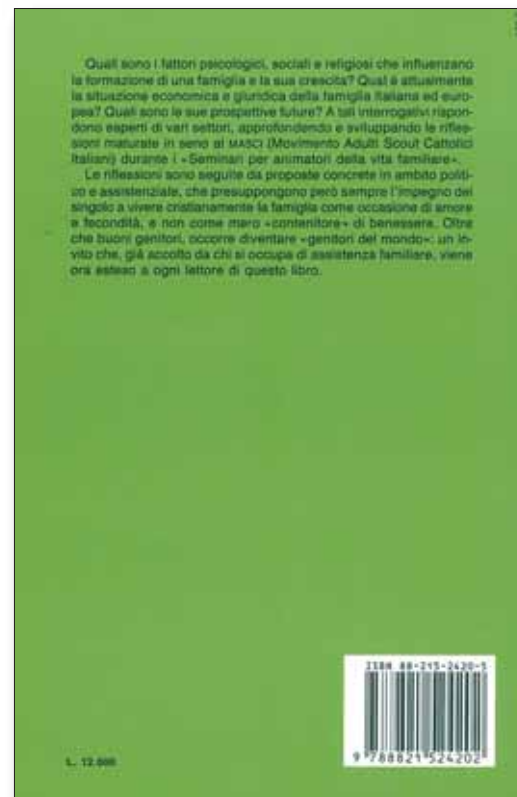 Quali sono i fattori psicologici, sociali e religiosi che influenzano
la formazione di una famiglia e la sua crescita? Qual è attualmente
la situazione economica e giuridica della famiglia italiana ed euro-
pea? Quali sono le sue prospettive future? A tali interrogativi rispon-
dono esperti di vari settori, approfondendo e sviluppando le rifles-
sioni maturate in seno al MASCI (Movimento Adulti Scout Cattolici
Italiani) durante i «Seminari per animatori della vita familiare».
Le riflessioni sono seguite da proposte concrete in ambito politi-
co e assistenziale, che presuppongono però sempre l'impegno del
singolo a vivere cristianamente la famiglia come occasione di amore
e fecondità, e non come mero «contenitore» di benessere. Oltre
che buoni genitori, occorre diventare «genitori del mondo»: un in-
vito che, già accolto da chi si occupa di assistenza familiare, viene
ora esteso a ogni lettore di questo libro.
ISBN 88-215-2420-5
9 788821 524202
L. 12.000